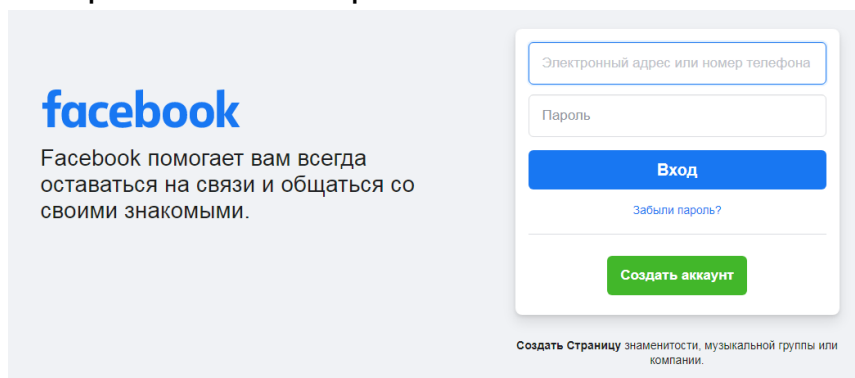 facebook
Facebook помогает вам всегда
оставаться на связи и общаться со
своими знакомыми.
Электронный адрес или номер телефона
Пароль
Вход
Забыли пароль?
Создать аккаунт
Создать Страницу знаменитости, музыкальной группы или
компании.